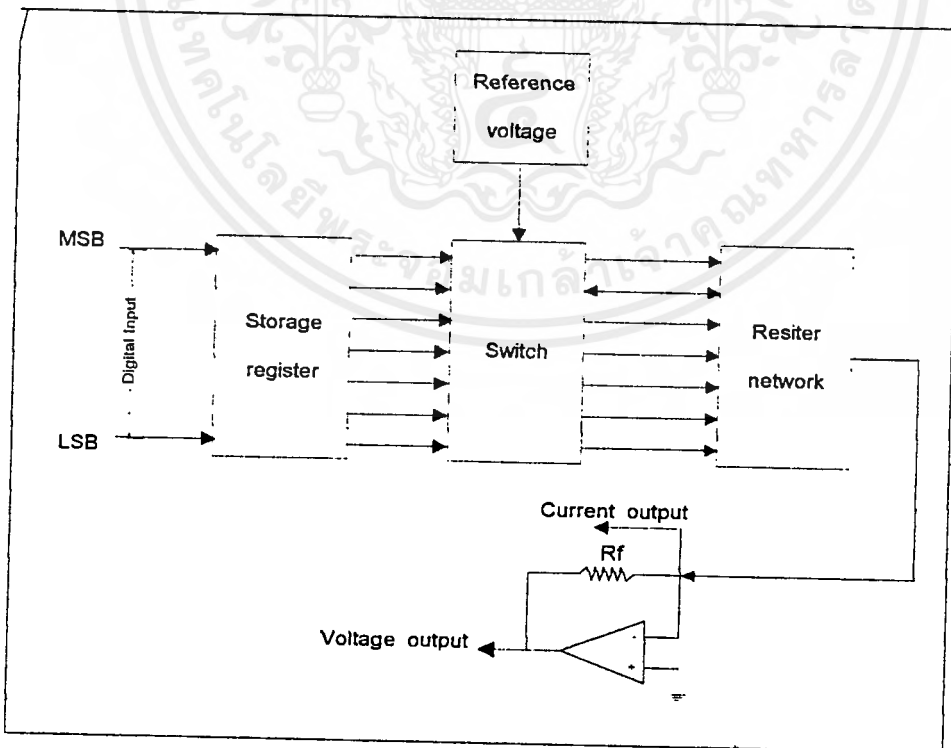 Reference
voltage
MSB
Digital Input
LSB
Storage
register
Switch
Resiter
network
Current output
Rf
Voltage output
-
+